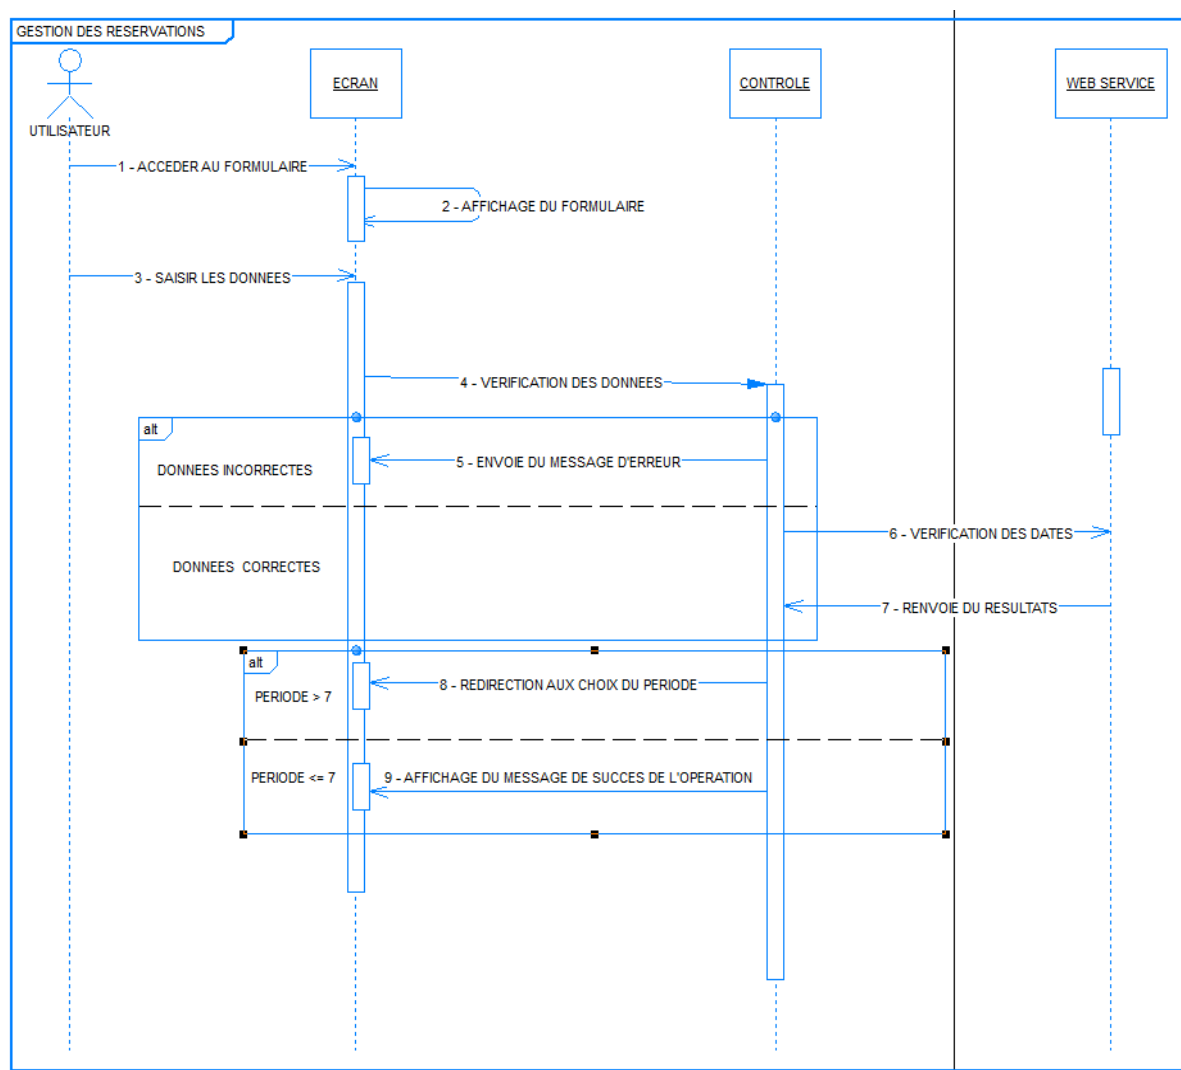 GESTION DES RESERVATIONS
UTILISATEUR
ECRAN
CONTROLE
WEB SERVICE
1 - ACCEDER AU FORMULAIRE
2 - AFFICHAGE DU FORMULAIRE
3 - SAISIR LES DONNEES
4 - VERIFICATION DES DONNEES
alt
5 - ENVOIE DU MESSAGE D'ERREUR
DONNEES INCORRECTES
6 - VERIFICATION DES DATES
DONNEES CORRECTES
7 - RENVOIE DU RESULTATS
alt
8 - REDIRECTION AUX CHOIX DU PERIODE
PERIODE > 7
PERIODE <= 7
9 - AFFICHAGE DU MESSAGE DE SUCCES DE L'OPERATION